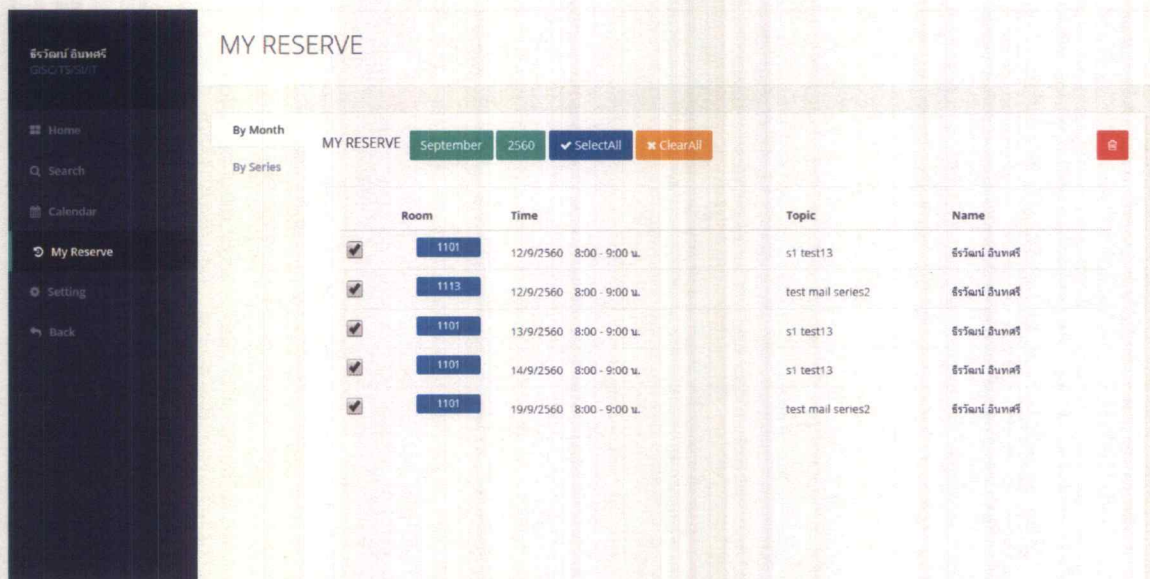 ธีรวัฒน์ อินทศรี
GISC/TS/SI/IT
MY RESERVE
Home
Search
Calendar
My Reserve
Setting
Back
By Month
By Series
MY RESERVE September 2560 SelectAll ClearAll
Room Time Topic Name
1101 12/9/2560 8:00 - 9:00 น. s1 test13 ธีรวัฒน์ อินทศรี
1113 12/9/2560 8:00 - 9:00 น. test mail series2 ธีรวัฒน์ อินทศรี
1101 13/9/2560 8:00 - 9:00 น. s1 test13 ธีรวัฒน์ อินทศรี
1101 14/9/2560 8:00 - 9:00 น. s1 test13 ธีรวัฒน์ อินทศรี
1101 19/9/2560 8:00 - 9:00 น. test mail series2 ธีรวัฒน์ อินทศรี